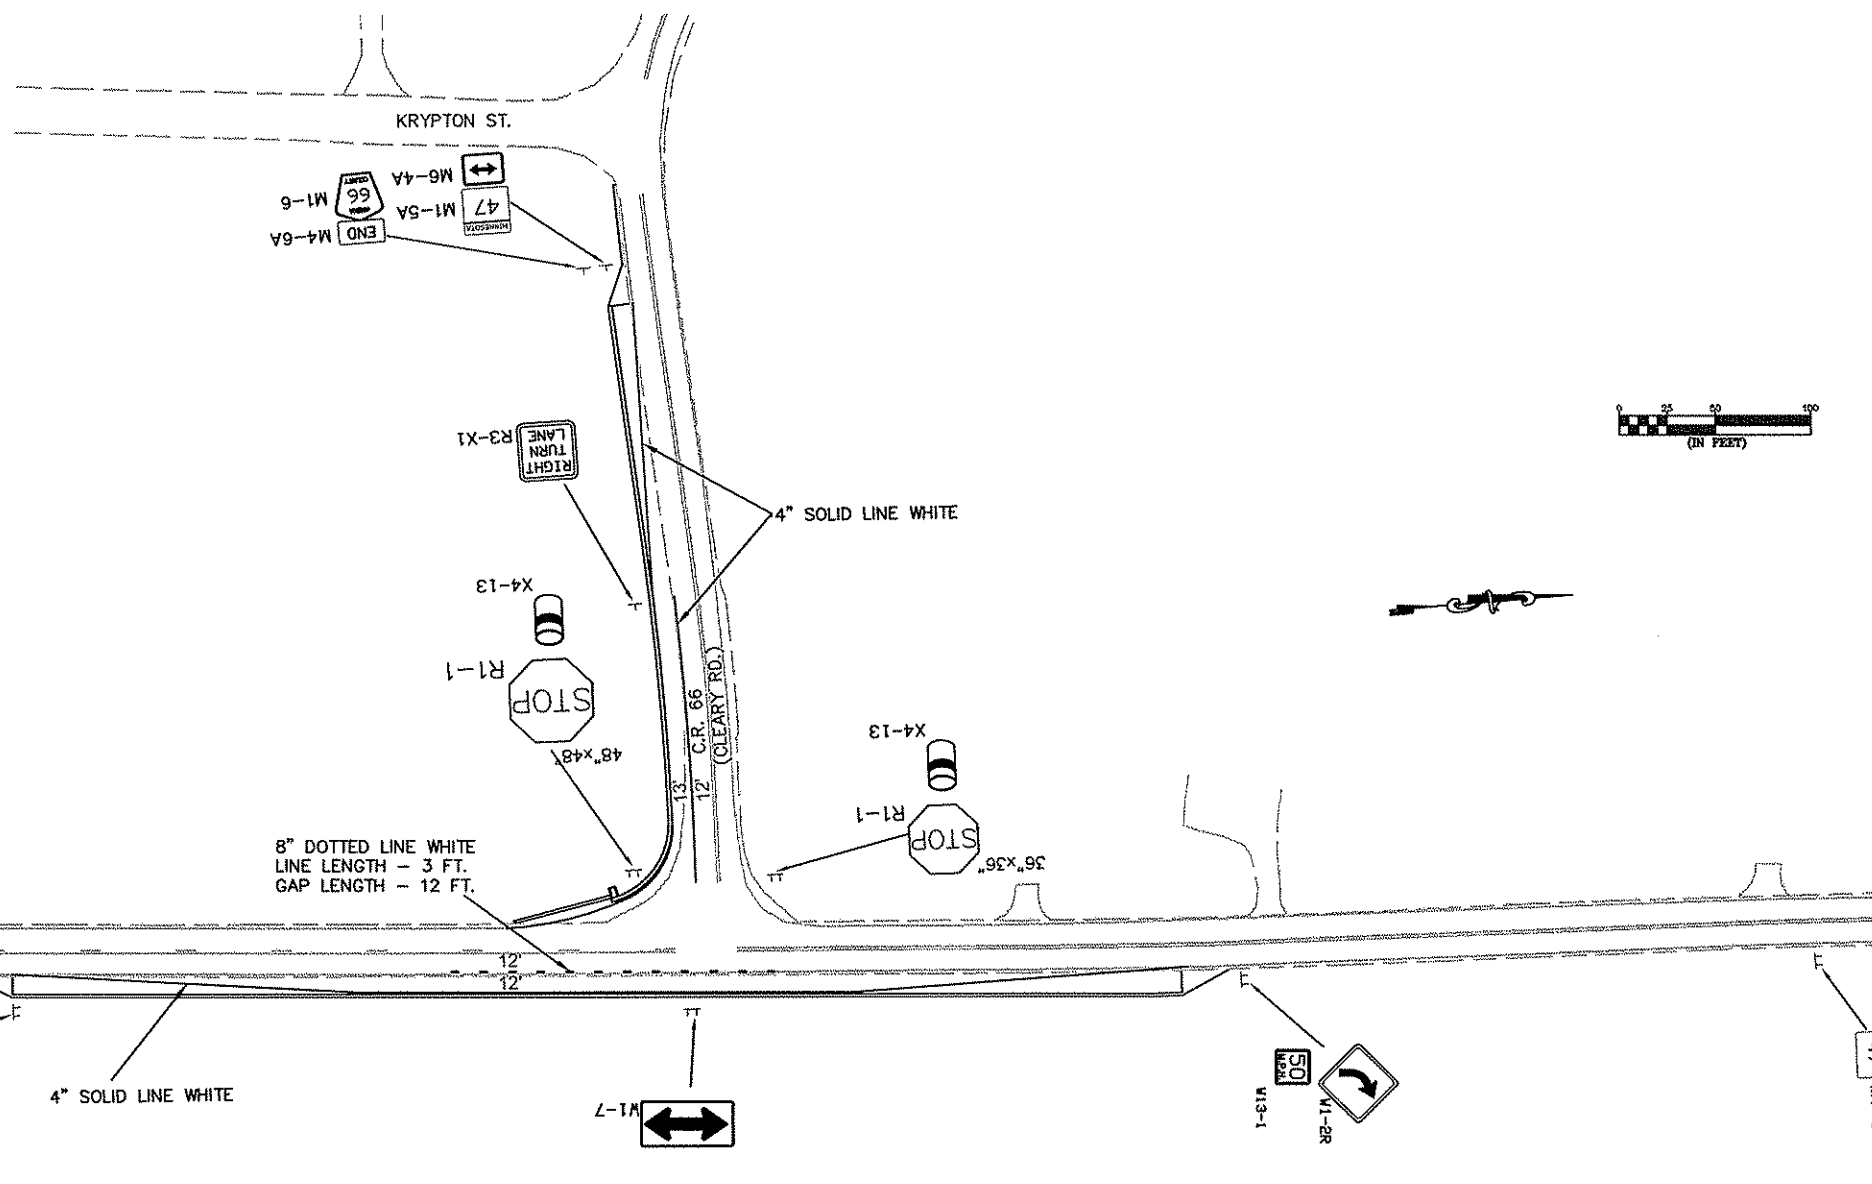 KRYPTON ST.
M6-4A
M1-5A
MINNESOTA
47
M1-6
COUNTY
66
M4-6A
END
0 25 50 100
(IN FEET)
R3-X1
RIGHT
TURN
LANE
4" SOLID LINE WHITE
X4-13
R1-1
STOP
48"x48"
C.R. 66
(CLEARY RD.)
13'
12'
X4-13
R1-1
STOP
36"x36"
8" DOTTED LINE WHITE
LINE LENGTH - 3 FT.
GAP LENGTH - 12 FT.
12'
12'
4" SOLID LINE WHITE
W1-7
50
M.P.H.
W13-1
W1-2R